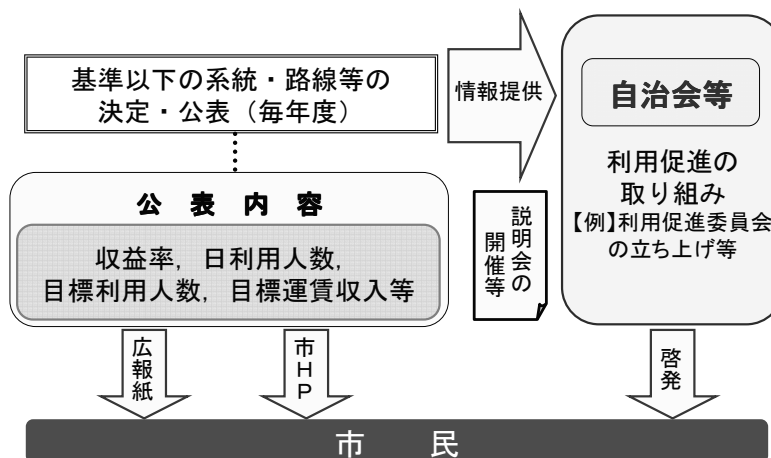 基準以下の系統・路線等の
決定・公表（毎年度）
情報提供
自治会等
利用促進の
取り組み
【例】利用促進委員会
の立ち上げ等
公表内容
収益率，日利用人数，
目標利用人数，目標運賃収入等
説明会の
開催等
広報紙
市ＨＰ
啓発
市　民